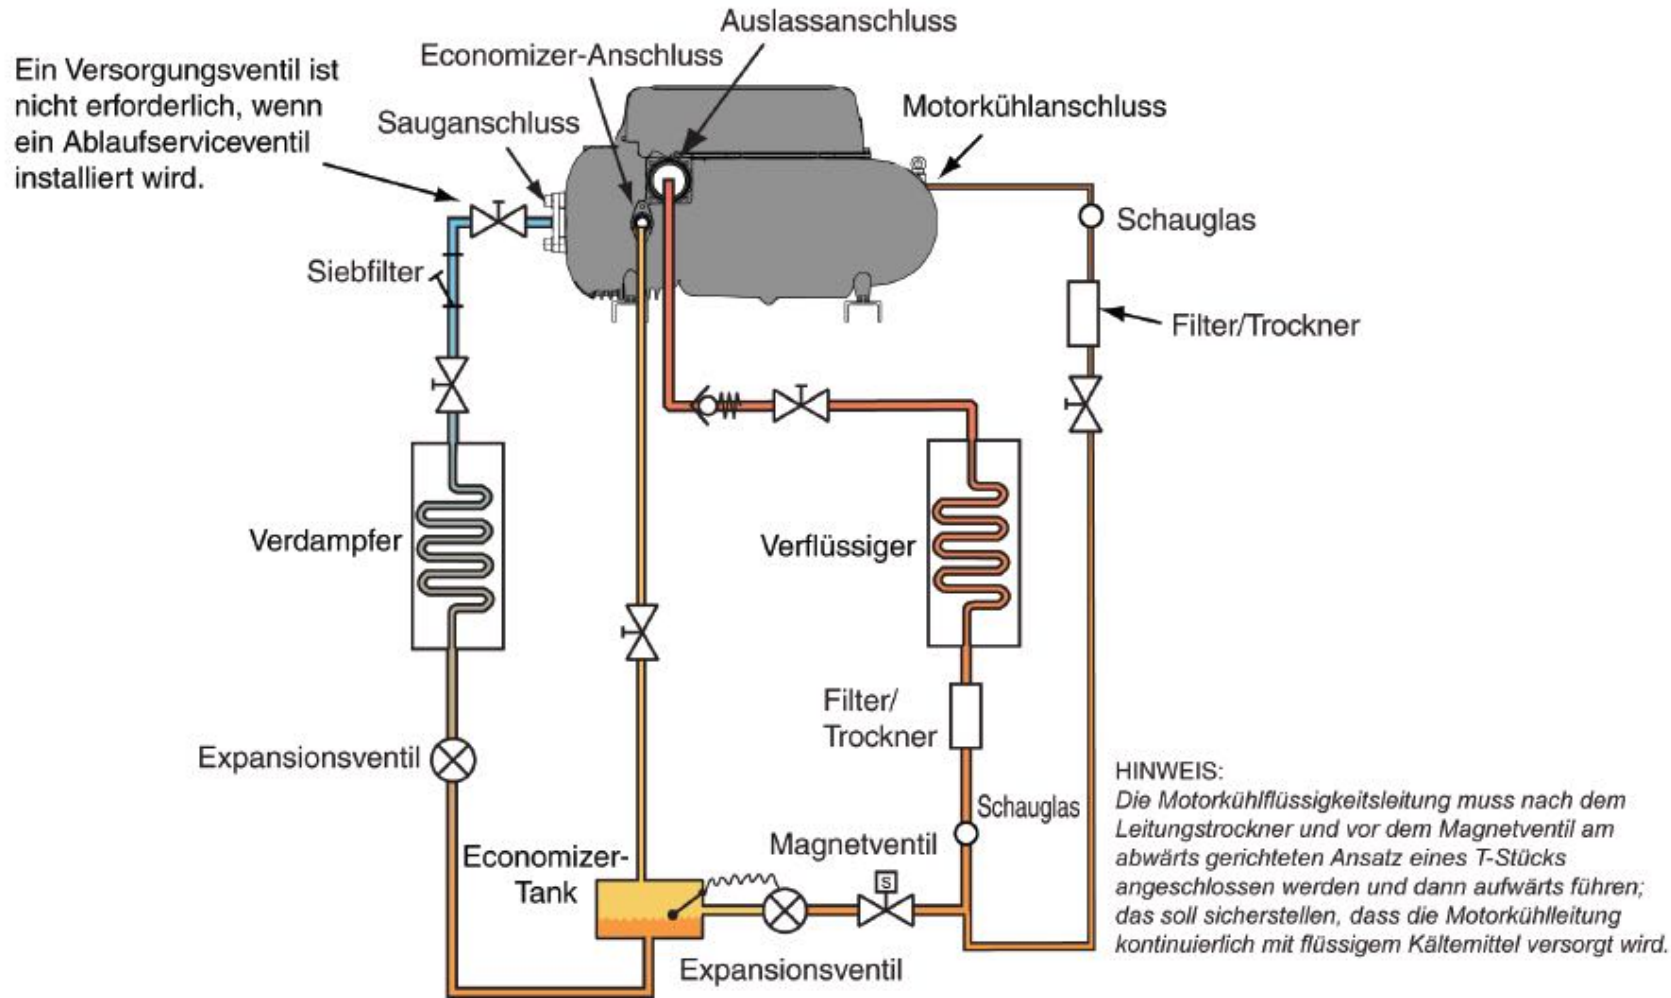 Auslassanschluss
Economizer-Anschluss
Ein Versorgungsventil ist
nicht erforderlich, wenn
ein Ablaufserviceventil
installiert wird.
Sauganschluss
Motorkühlanschluss
Schauglas
Siebfilter
Filter/Trockner
Verdampfer
Verflüssiger
Filter/
Trockner
Expansionsventil
Schauglas
Magnetventil
S
Economizer-
Tank
Expansionsventil
HINWEIS:
Die Motorkühlflüssigkeitsleitung muss nach dem
Leitungstrockner und vor dem Magnetventil am
abwärts gerichteten Ansatz eines T-Stücks
angeschlossen werden und dann aufwärts führen;
das soll sicherstellen, dass die Motorkühlleitung
kontinuierlich mit flüssigem Kältemittel versorgt wird.